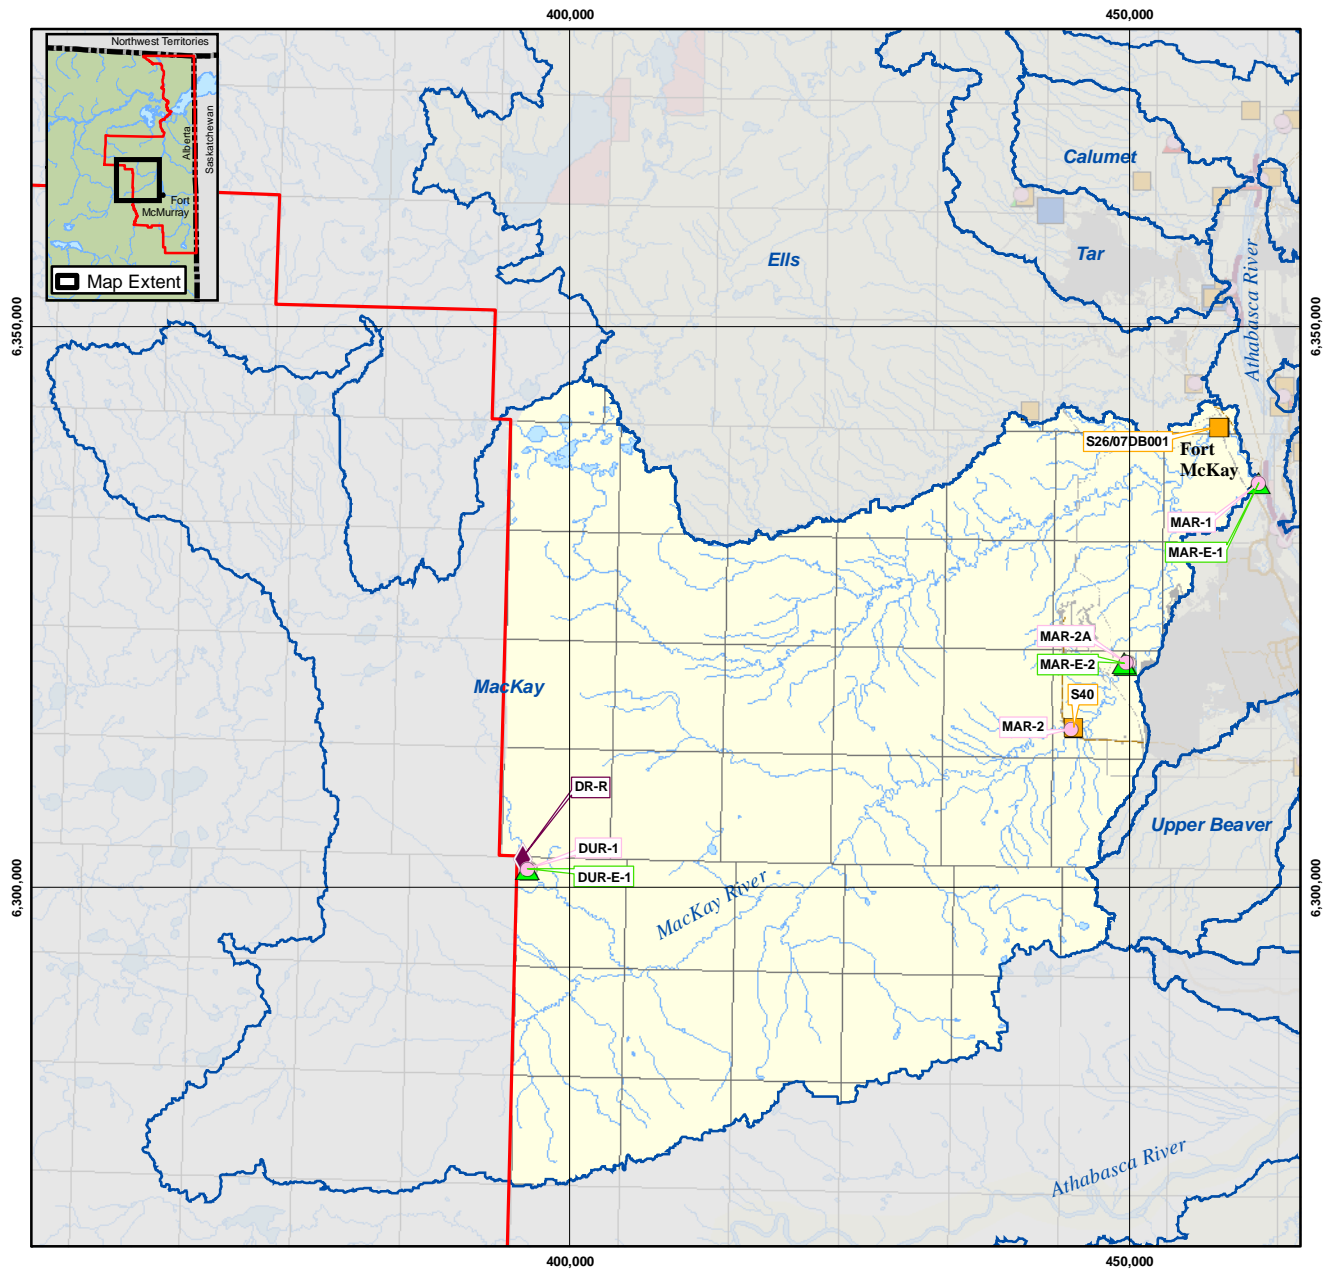 400,000
450,000
Northwest Territories
Alberta
Saskatchewan
Fort
McMurray
Map Extent
Calumet
Tar
Ells
Athabasca River
6,350,000
6,350,000
S26/07DB001
Fort
McKay
MAR-1
MAR-E-1
MAR-2A
MAR-E-2
S40
MAR-2
MacKay
DR-R
DUR-1
DUR-E-1
Upper Beaver
MacKay River
6,300,000
6,300,000
Athabasca River
400,000
450,000